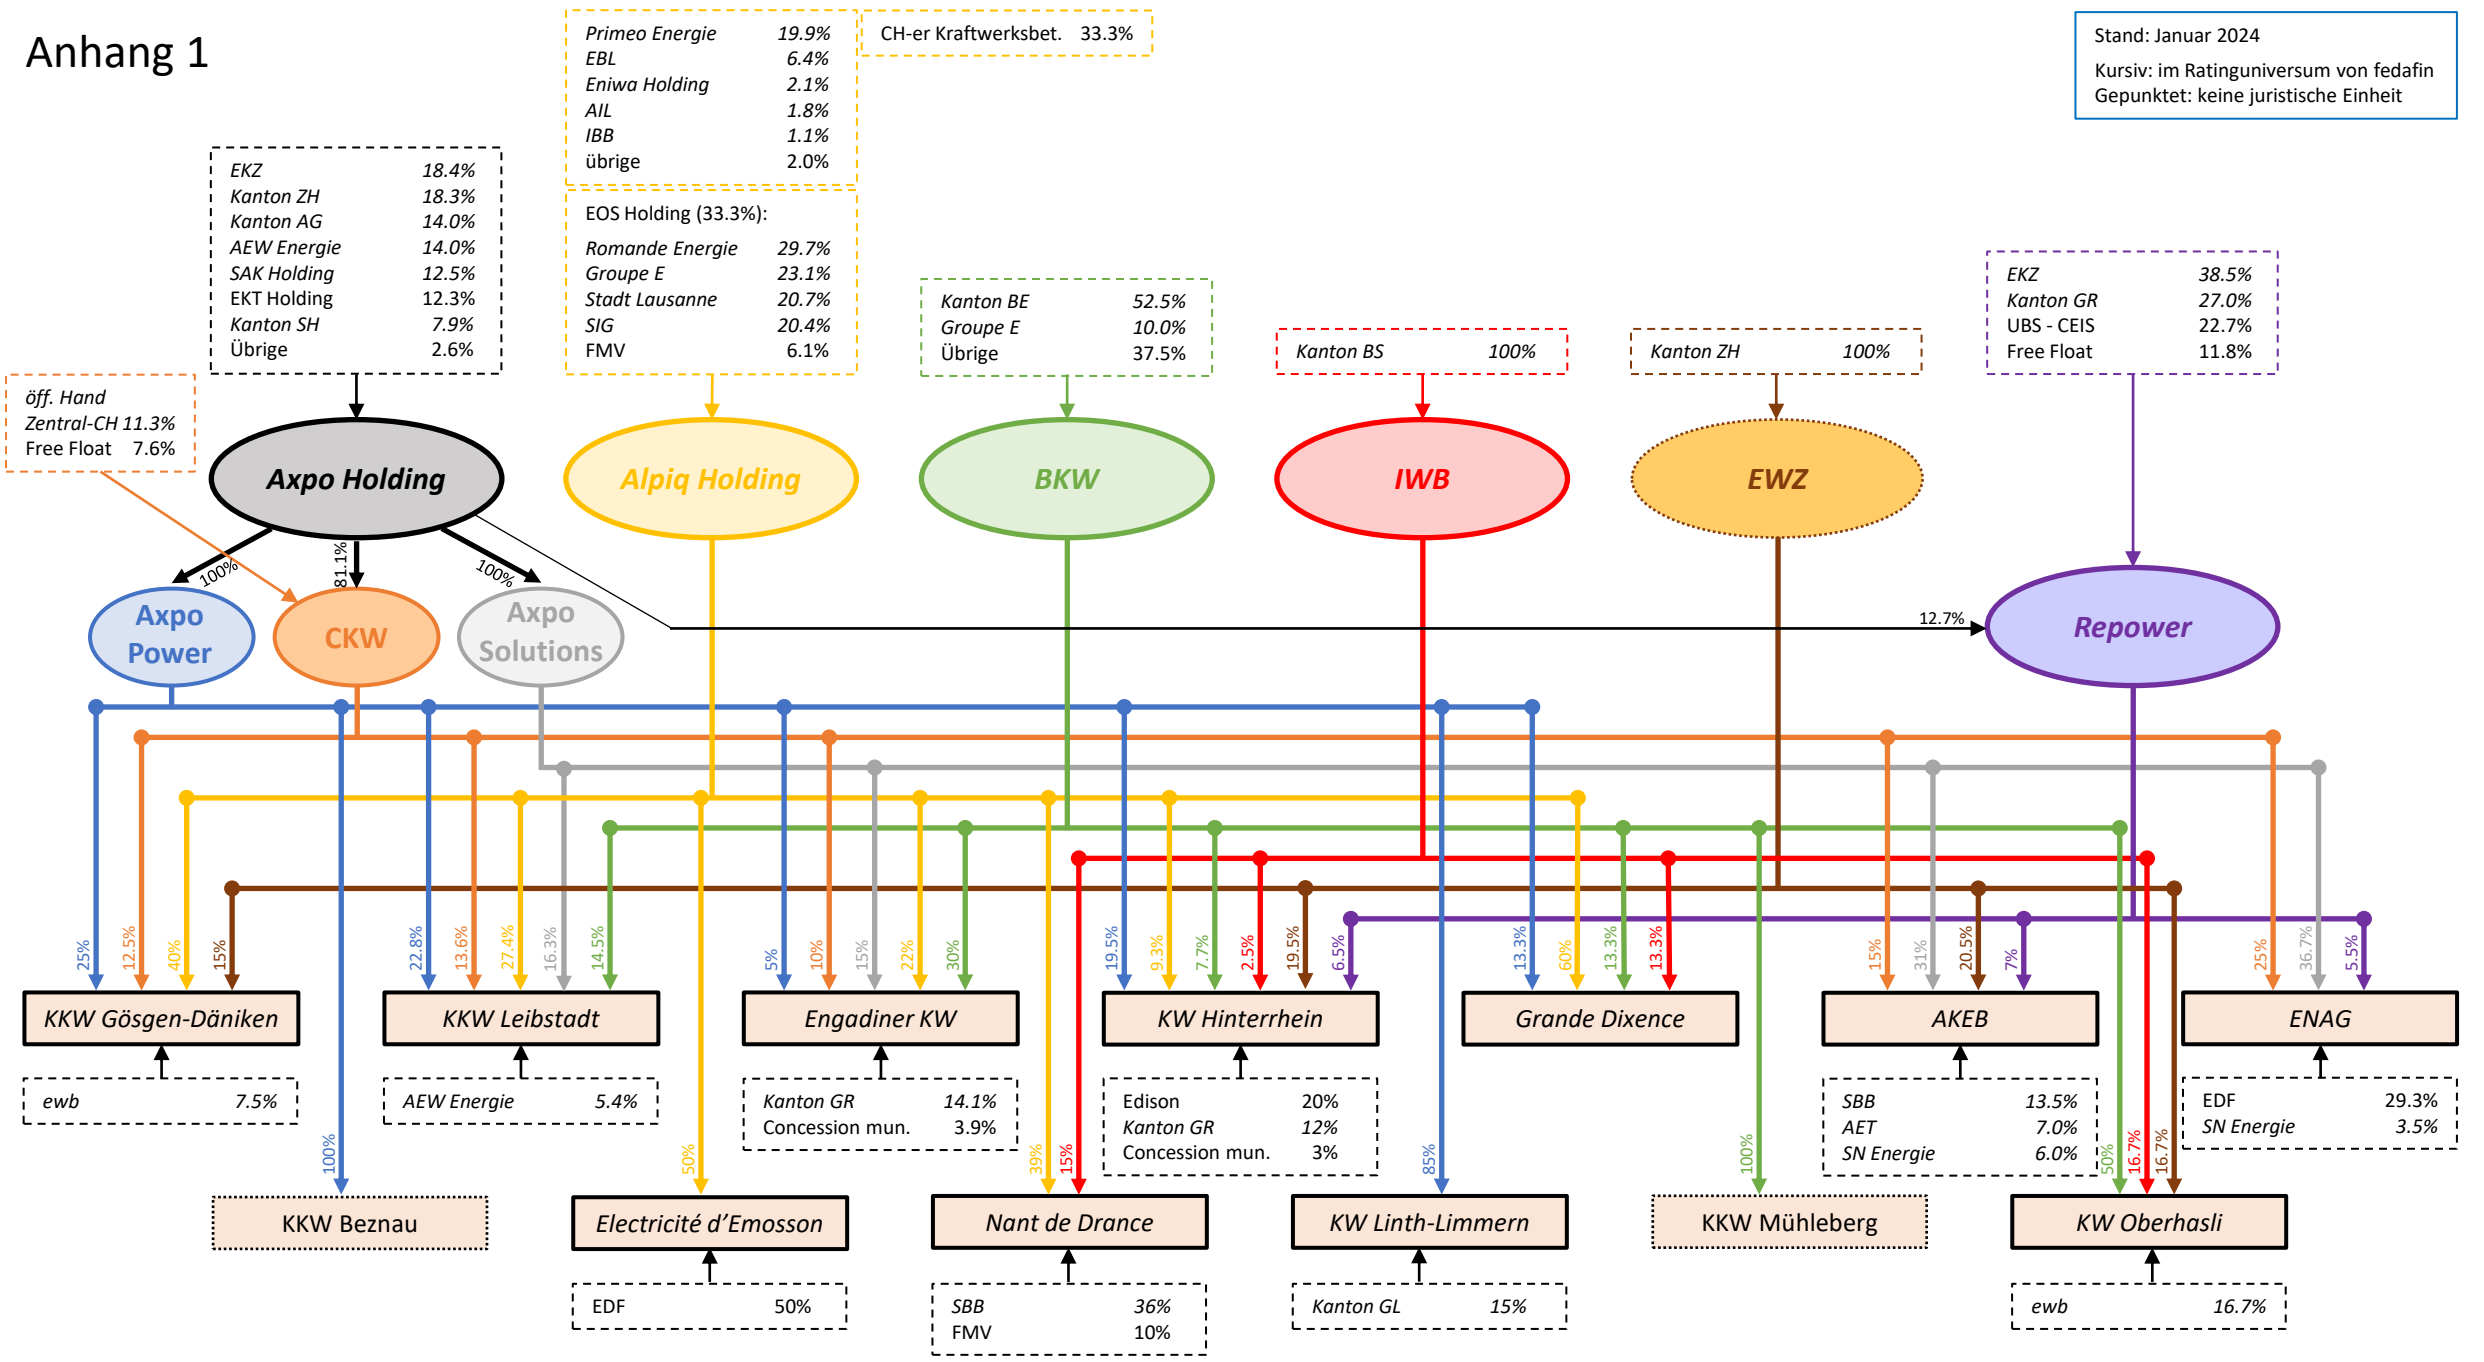 Anhang 1
Primeo Energie 19.9%
EBL 6.4%
Eniwa Holding 2.1%
AIL 1.8%
IBB 1.1%
übrige 2.0%
CH-er Kraftwerksbet. 33.3%
Stand: Januar 2024
Kursiv: im Ratinguniversum von fedafin
Gepunktet: keine juristische Einheit
EKZ 18.4%
Kanton ZH 18.3%
Kanton AG 14.0%
AEW Energie 14.0%
SAK Holding 12.5%
EKT Holding 12.3%
Kanton SH 7.9%
Übrige 2.6%
EOS Holding (33.3%):
Romande Energie 29.7%
Groupe E 23.1%
Stadt Lausanne 20.7%
SIG 20.4%
FMV 6.1%
Kanton BE 52.5%
Groupe E 10.0%
Übrige 37.5%
Kanton BS 100%
Kanton ZH 100%
EKZ 38.5%
Kanton GR 27.0%
UBS - CEIS 22.7%
Free Float 11.8%
öff. Hand
Zentral-CH 11.3%
Free Float 7.6%
Axpo Holding
Alpiq Holding
BKW
IWB
EWZ
100%
81.1%
100%
Axpo
Power
CKW
Axpo
Solutions
12.7%
Repower
25%
12.5%
40%
15%
22.8%
13.6%
27.4%
16.3%
14.5%
5%
10%
15%
22%
30%
19.5%
9.3%
7.7%
2.5%
19.5%
6.5%
13.3%
60%
13.3%
13.3%
15%
31%
20.5%
7%
25%
36.7%
5.5%
KKW Gösgen-Däniken
KKW Leibstadt
Engadiner KW
KW Hinterrhein
Grande Dixence
AKEB
ENAG
ewb 7.5%
AEW Energie 5.4%
Kanton GR 14.1%
Concession mun. 3.9%
Edison 20%
Kanton GR 12%
Concession mun. 3%
SBB 13.5%
AET 7.0%
SN Energie 6.0%
EDF 29.3%
SN Energie 3.5%
100%
50%
39%
15%
85%
100%
50%
16.7%
16.7%
KKW Beznau
Electricité d’Emosson
Nant de Drance
KW Linth-Limmern
KKW Mühleberg
KW Oberhasli
EDF 50%
SBB 36%
FMV 10%
Kanton GL 15%
ewb 16.7%